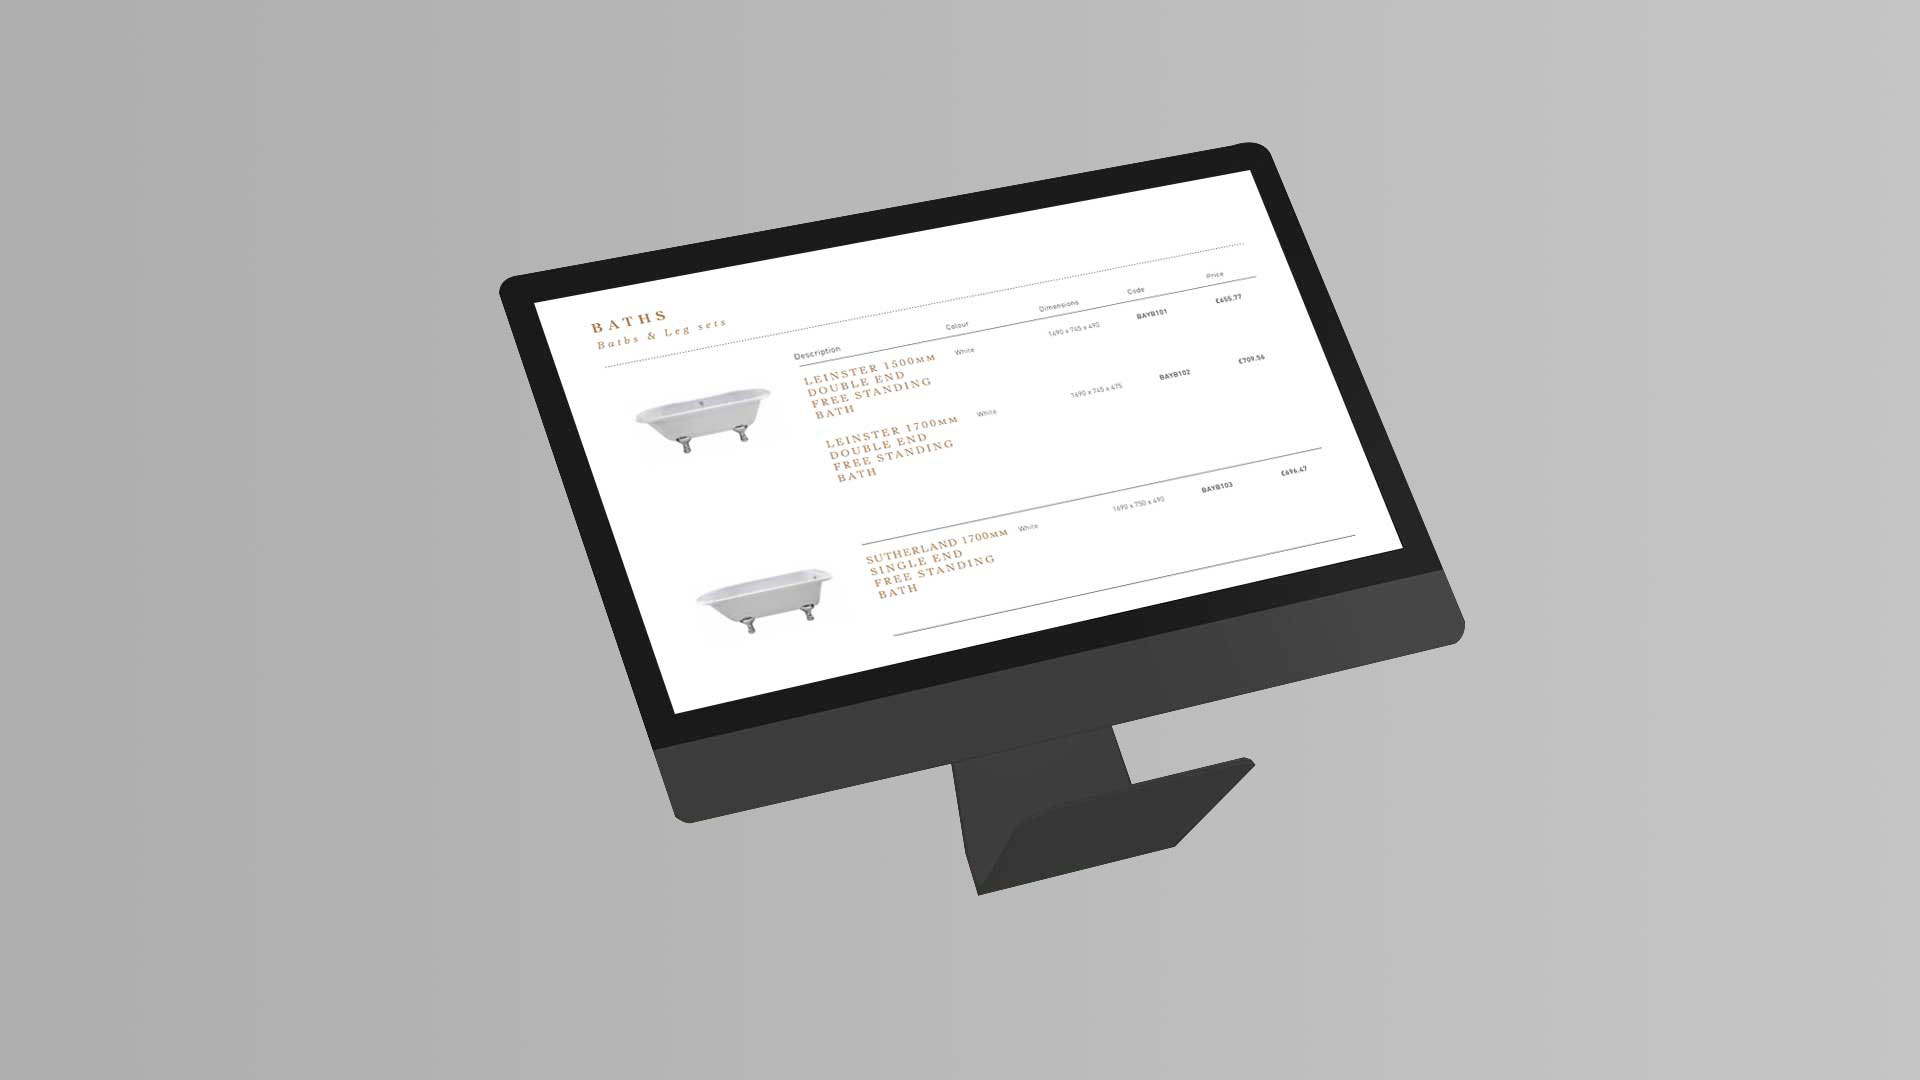 BATHS
Baths & Leg sets
Description Colour Dimensions Code Price
LEINSTER 1500MM White 1490 x 745 x 490 BAYB101 €655.77
DOUBLE END
FREE STANDING
BATH
LEINSTER 1700MM White 1690 x 745 x 475 BAYB102 €709.56
DOUBLE END
FREE STANDING
BATH
SUTHERLAND 1700MM White 1690 x 750 x 490 BAYB103 €696.47
SINGLE END
FREE STANDING
BATH